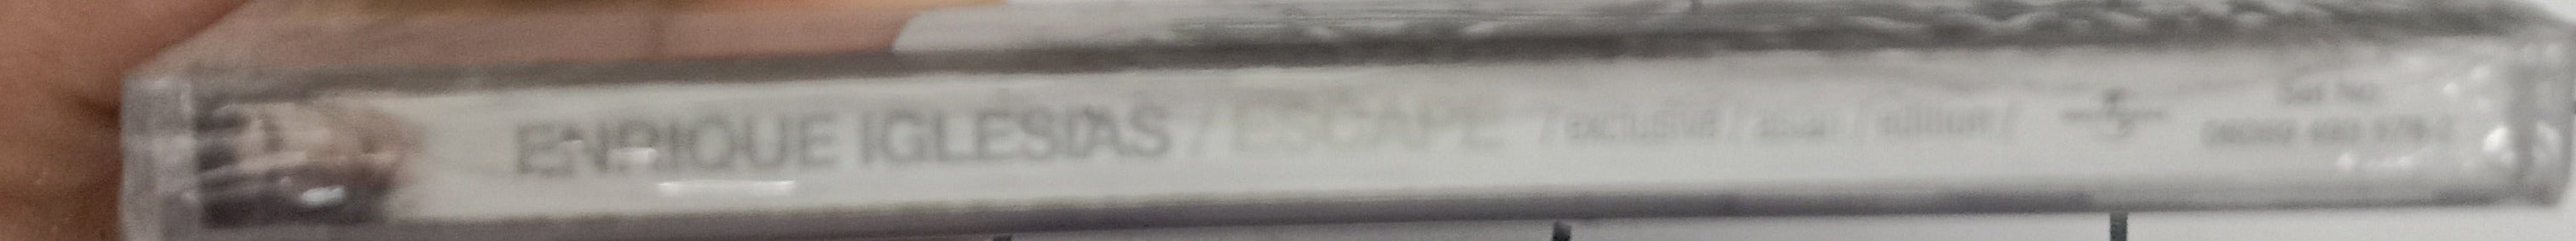 ENRIQUE IGLESIAS / ESCAPE / exclusive / asian / edition /